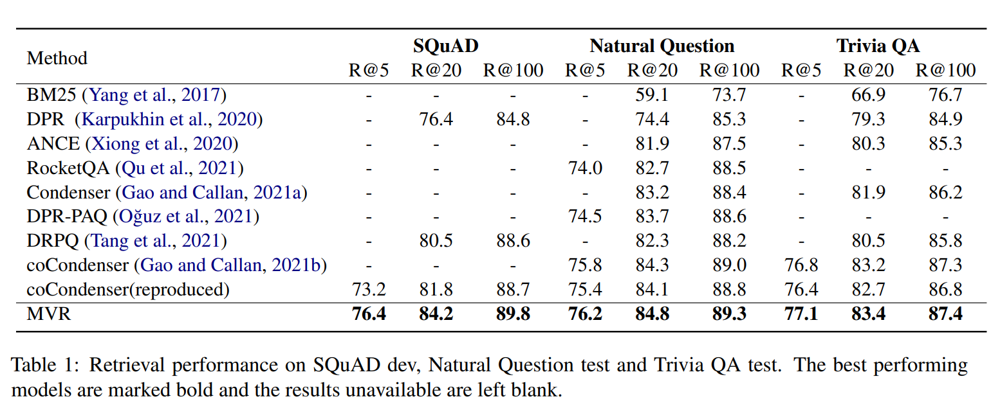 Method SQuAD Natural Question Trivia QA
R@5 R@20 R@100 R@5 R@20 R@100 R@5 R@20 R@100
BM25 (Yang et al., 2017) - - - - 59.1 73.7 - 66.9 76.7
DPR (Karpukhin et al., 2020) - 76.4 84.8 - 74.4 85.3 - 79.3 84.9
ANCE (Xiong et al., 2020) - - - - 81.9 87.5 - 80.3 85.3
RocketQA (Qu et al., 2021) - - - 74.0 82.7 88.5 - - -
Condenser (Gao and Callan, 2021a) - - - - 83.2 88.4 - 81.9 86.2
DPR-PAQ (Oğuz et al., 2021) - - - 74.5 83.7 88.6 - - -
DRPQ (Tang et al., 2021) - 80.5 88.6 - 82.3 88.2 - 80.5 85.8
coCondenser (Gao and Callan, 2021b) - - - 75.8 84.3 89.0 76.8 83.2 87.3
coCondenser(reproduced) 73.2 81.8 88.7 75.4 84.1 88.8 76.4 82.7 86.8
MVR 76.4 84.2 89.8 76.2 84.8 89.3 77.1 83.4 87.4
Table 1: Retrieval performance on SQuAD dev, Natural Question test and Trivia QA test. The best performing
models are marked bold and the results unavailable are left blank.